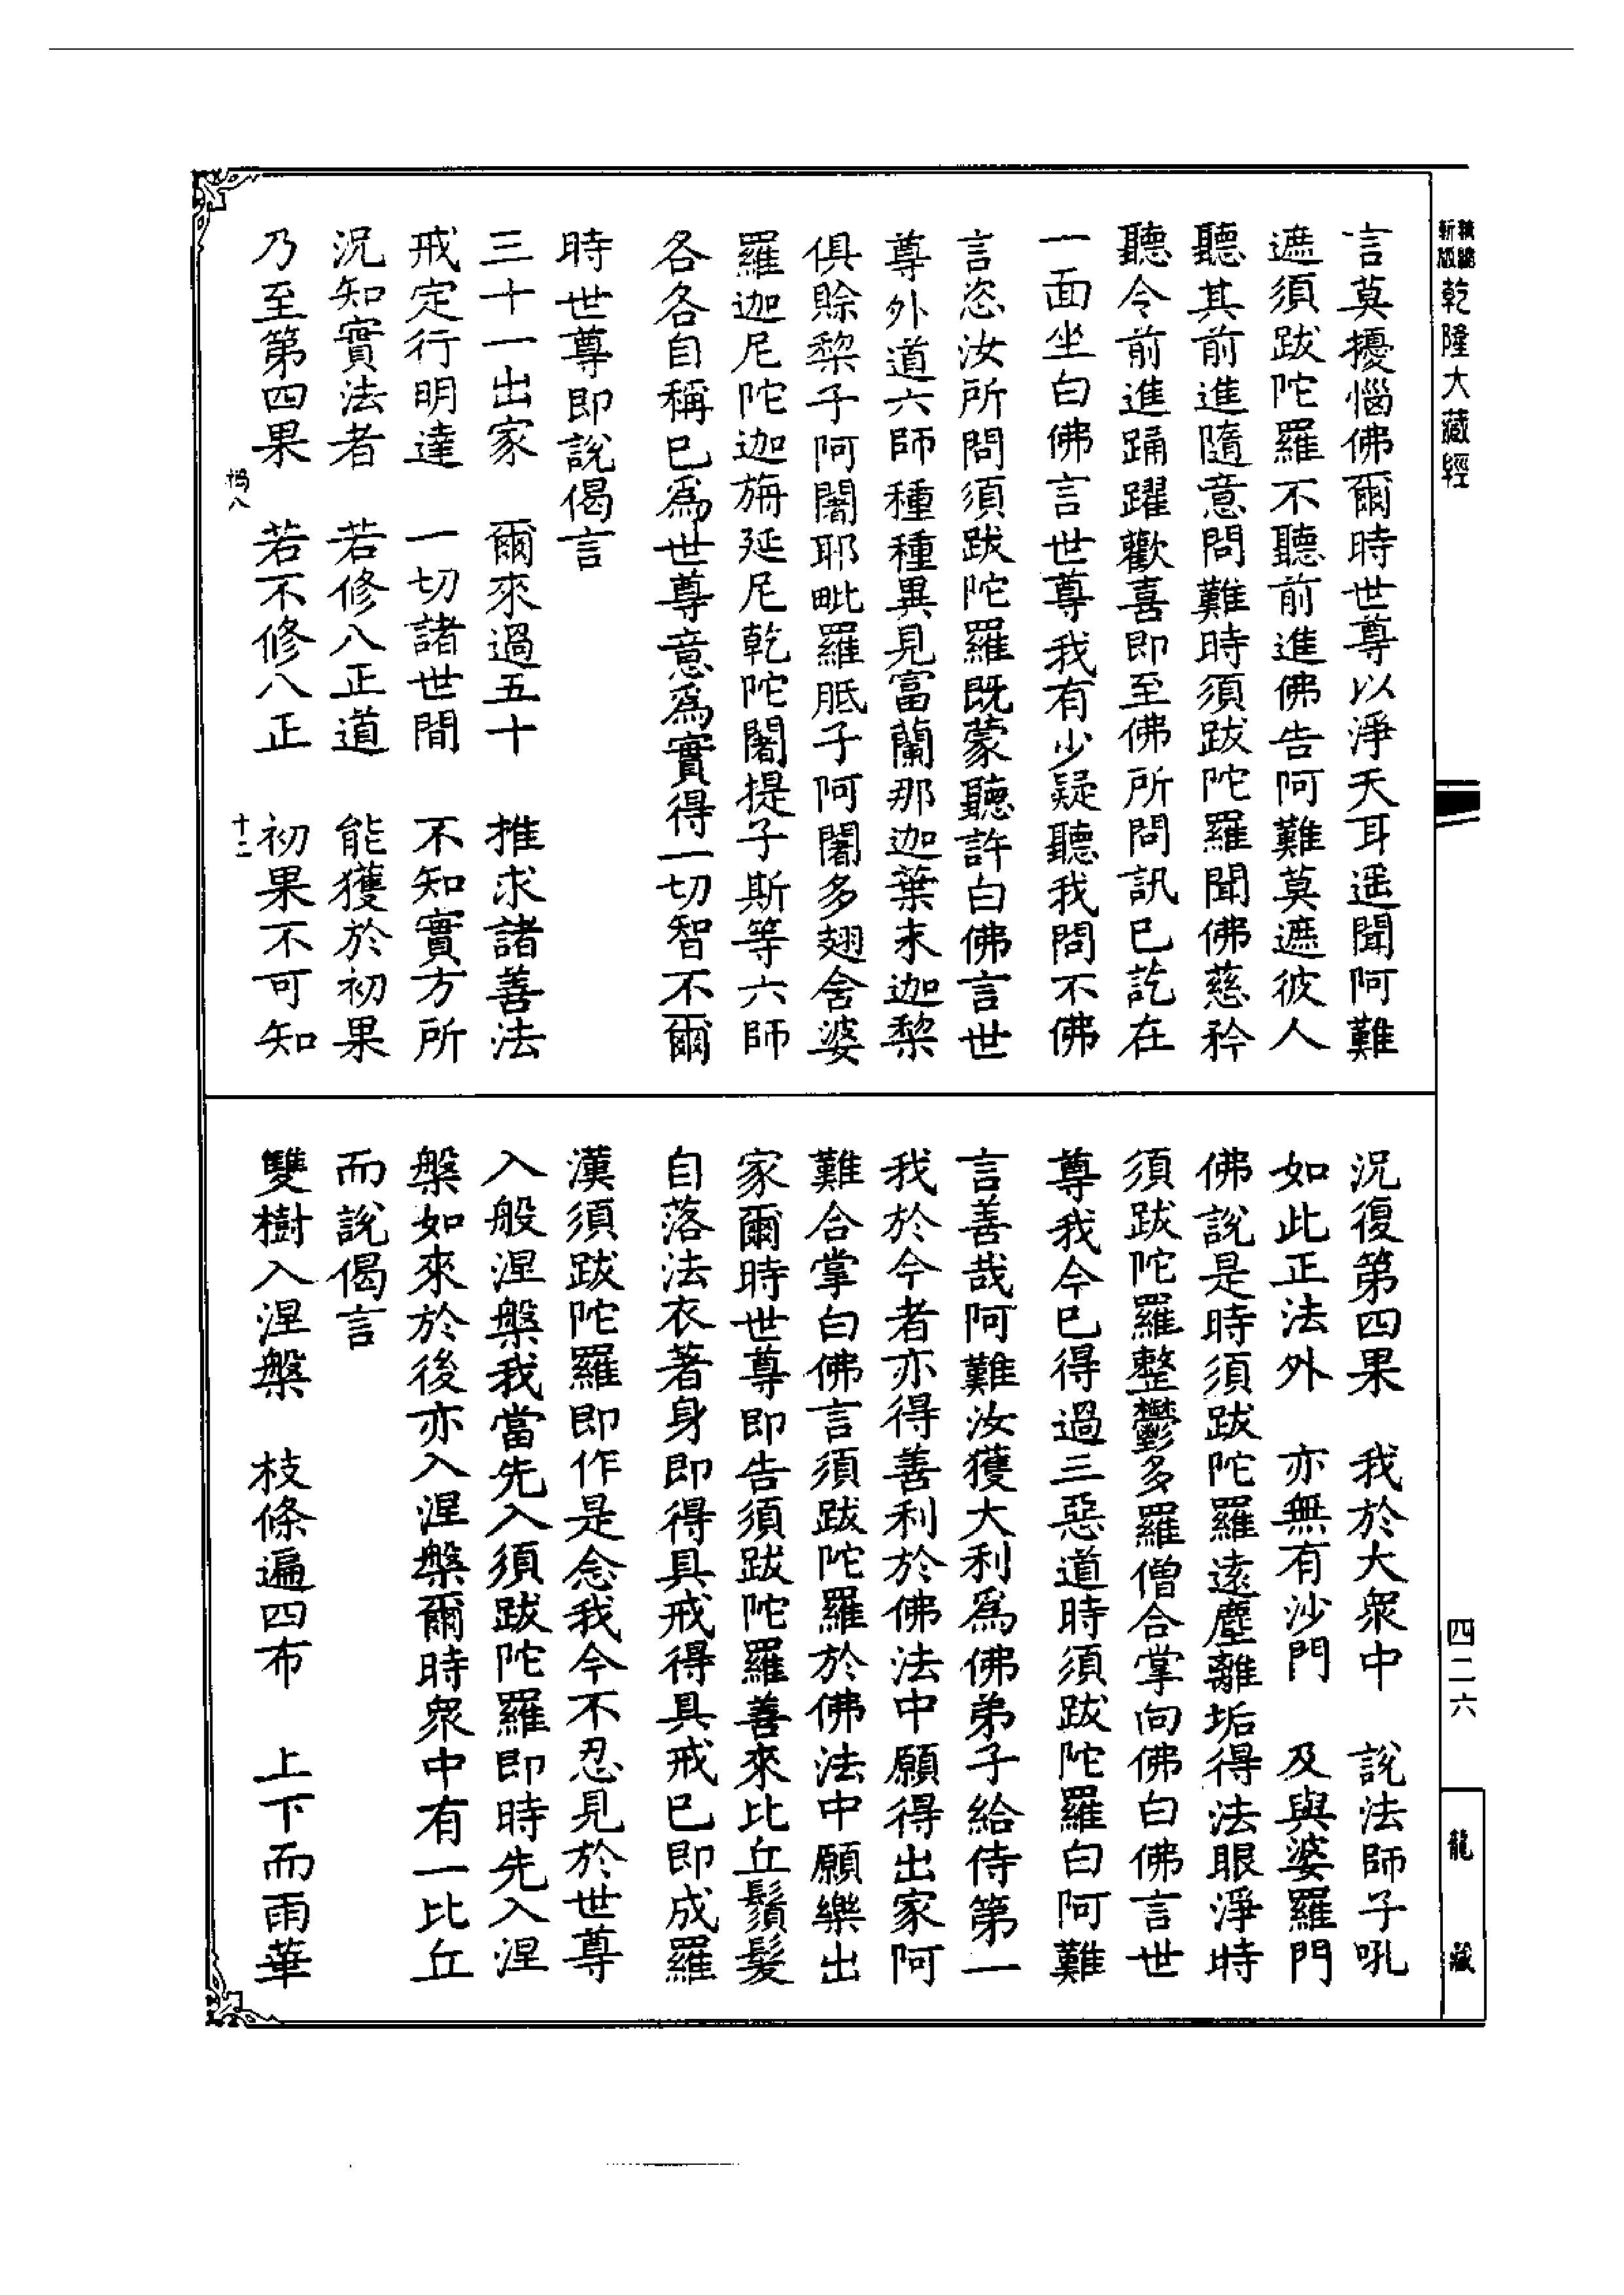 乾隆大藏經
言莫擾惱佛爾時世尊以淨天耳遥聞阿難
遮須跋陀羅不聽前進佛告阿難莫遮彼人
聽其前進隨意問難時須跋陀羅聞佛慈矜
聽令前進踊躍歡喜即至佛所問訊已訖在
一面坐白佛言世尊我有少疑聽我問不佛
言恣汝所問須跋陀羅既蒙聽許白佛言世
尊外道六師種種異見富蘭那迦葉末迦黎
俱賒黎子阿闍耶毗羅胝子阿闍多翅舍婆
羅迦尼陀迦旃延尼乾陀闍提子斯等六師
各各自稱已為世尊意為實得一切智不爾
時世尊即說偈言
三十一出家　爾來過五十　推求諸善法
戒定行明達　一切諸世間　不知實方所
況知實法者　若修八正道　能獲於初果
乃至第四果　若不修八正　初果不可知
十二
況復第四果　我於大眾中　說法師子吼
如此正法外　亦無有沙門　及與婆羅門
佛說是時須跋陀羅遠塵離垢得法眼淨時
須跋陀羅整鬱多羅僧合掌向佛白佛言世
尊我今已得過三惡道時須跋陀羅白阿難
言善哉阿難汝獲大利為佛弟子給侍第一
我於今者亦得善利於佛法中願得出家阿
難合掌白佛言須跋陀羅於佛法中願樂出
家爾時世尊即告須跋陀羅善來比丘鬚髮
自落法衣著身即得具戒得具戒已即成羅
漢須跋陀羅即作是念我今不忍見於世尊
入般涅槃我當先入須跋陀羅即時先入涅
槃如來於後亦入涅槃爾時眾中有一比丘
而說偈言
雙樹入涅槃　枝條遍四布　上下而雨華
四二六
龍藏